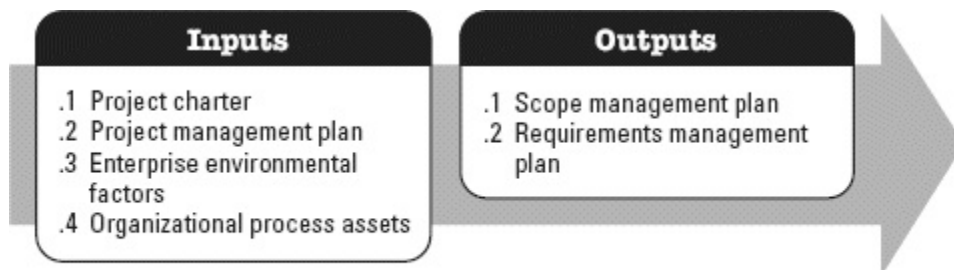 Inputs
.1 Project charter
.2 Project management plan
.3 Enterprise environmental
factors
.4 Organizational process assets
Outputs
.1 Scope management plan
.2 Requirements management
plan